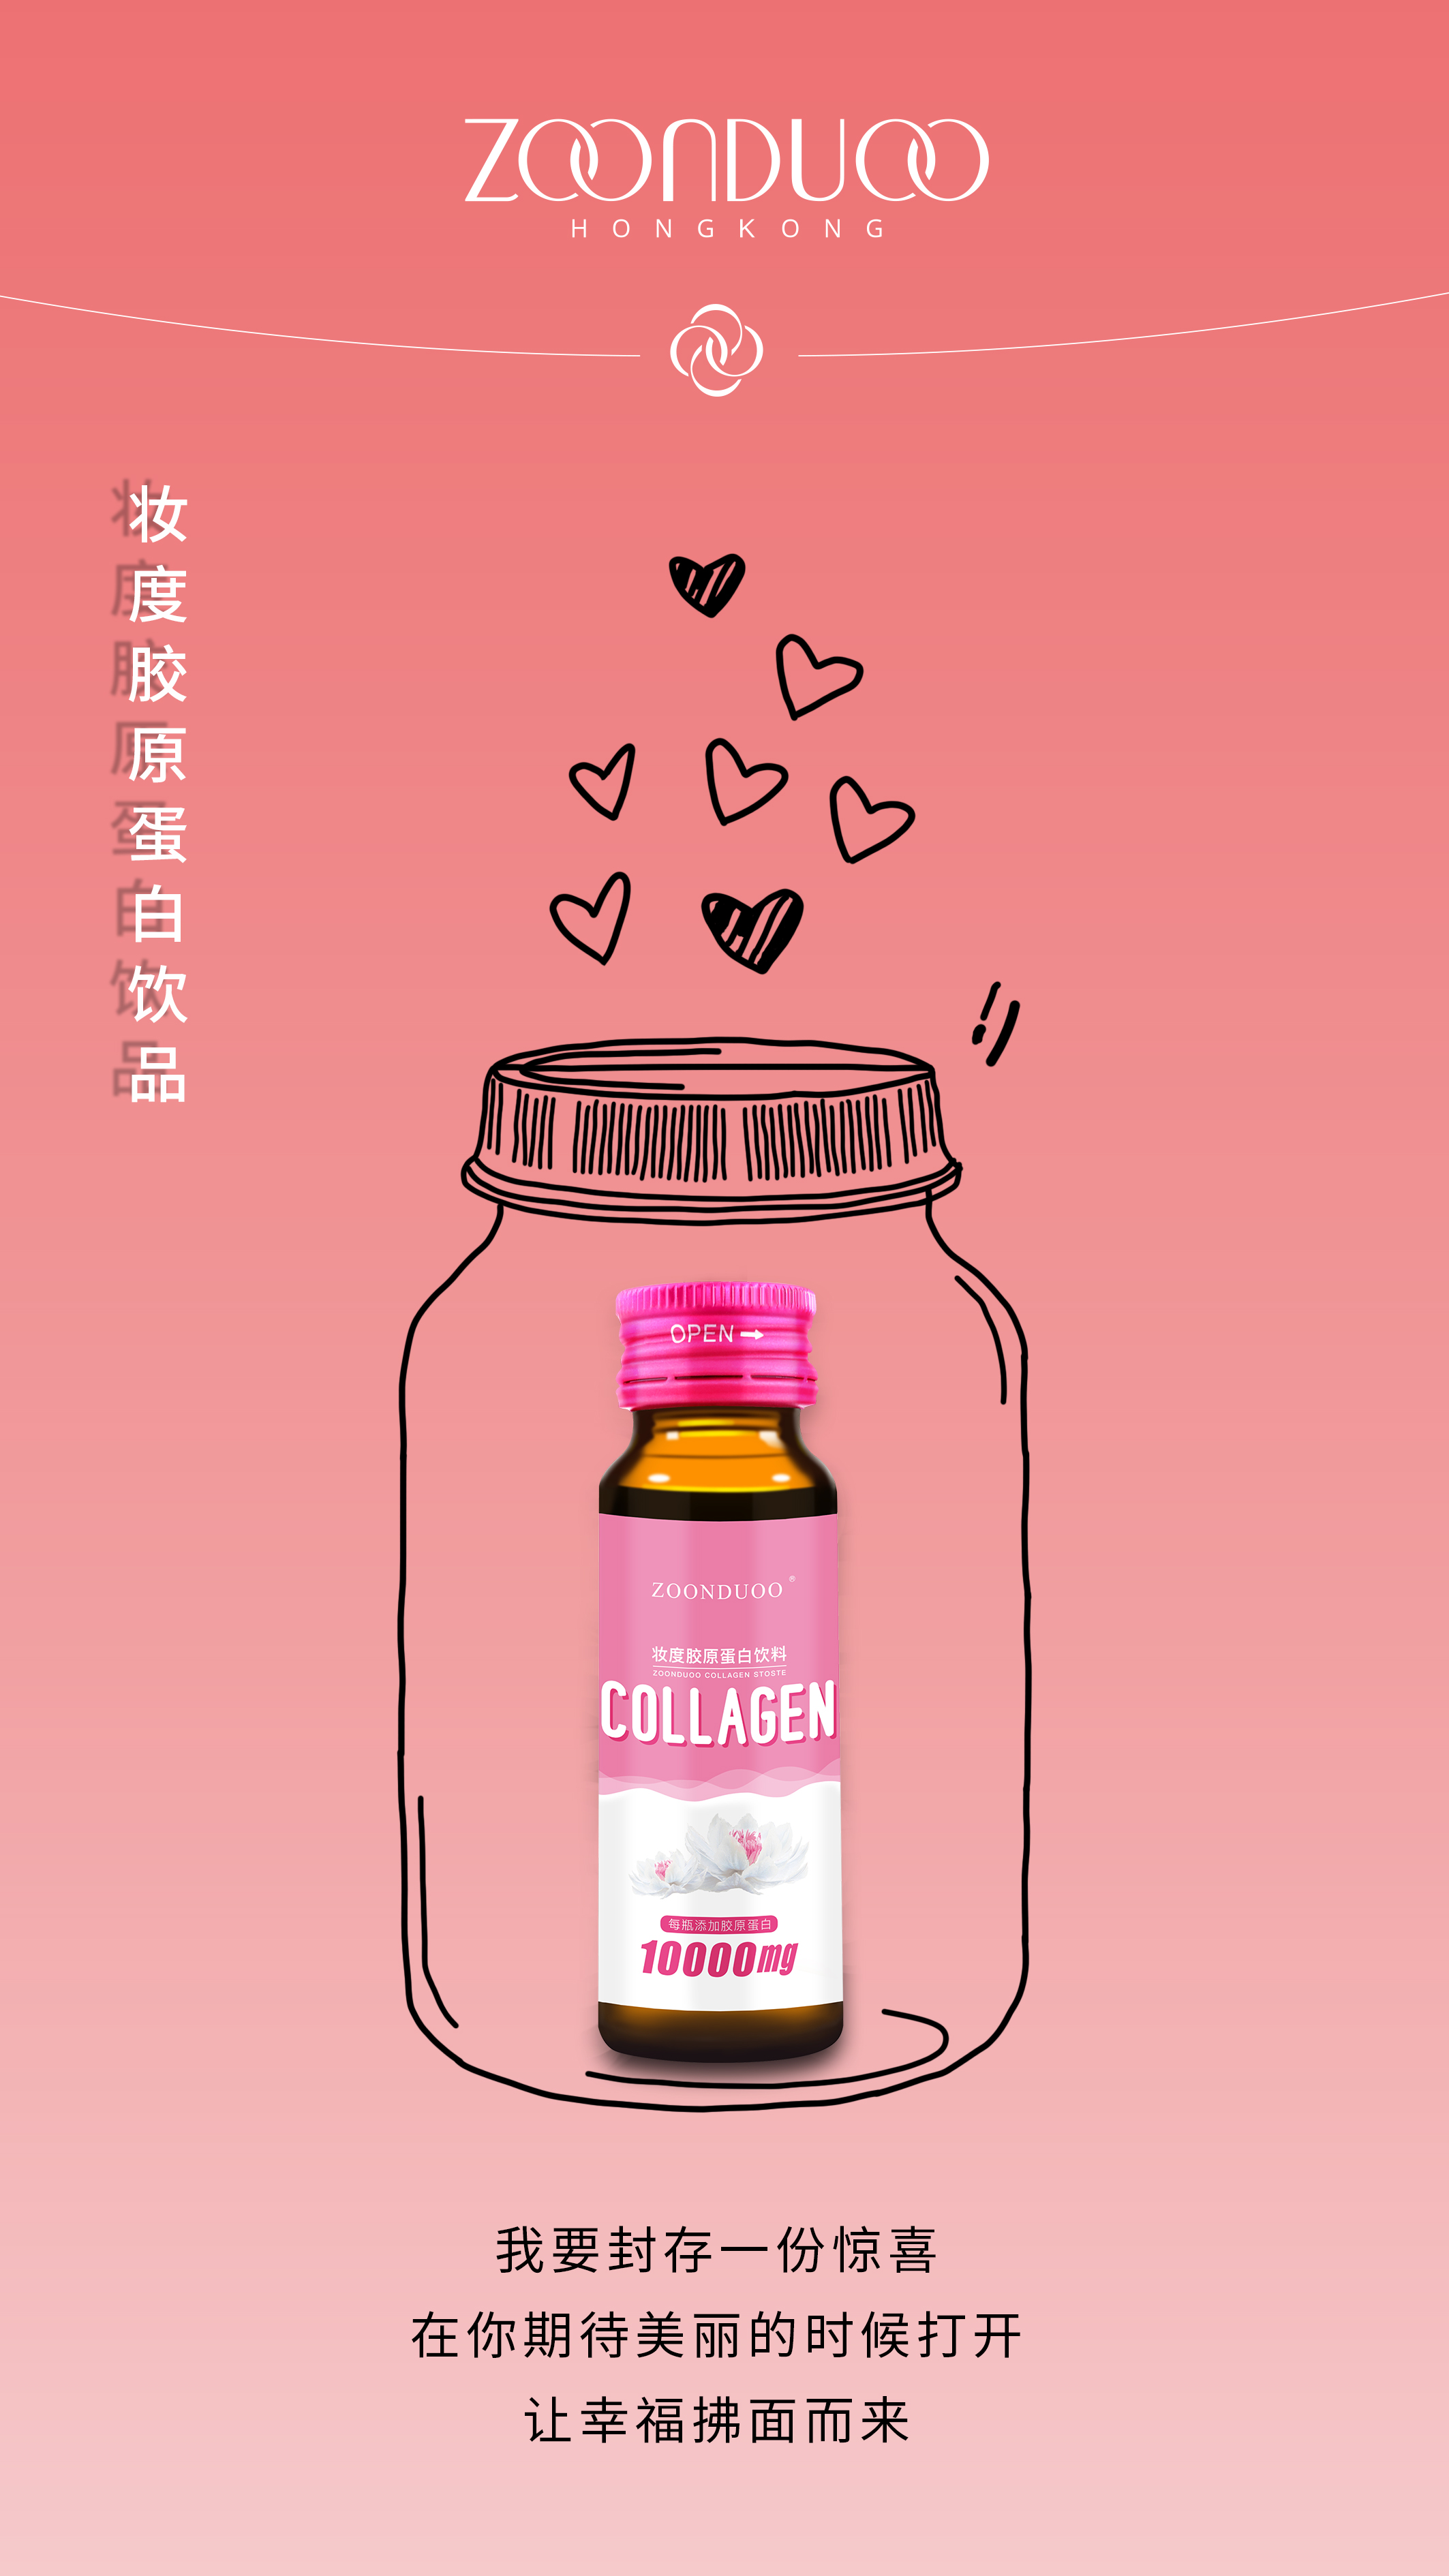 ZOONDUOO
HONGKONG
妆度胶原蛋白饮品
OPEN→
ZOONDUOO®
妆度胶原蛋白饮料
ZOONDUOO COLLAGEN STOSTE
COLLAGEN
每瓶添加胶原蛋白
10000mg
我要封存一份惊喜
在你期待美丽的时候打开
让幸福拂面而来